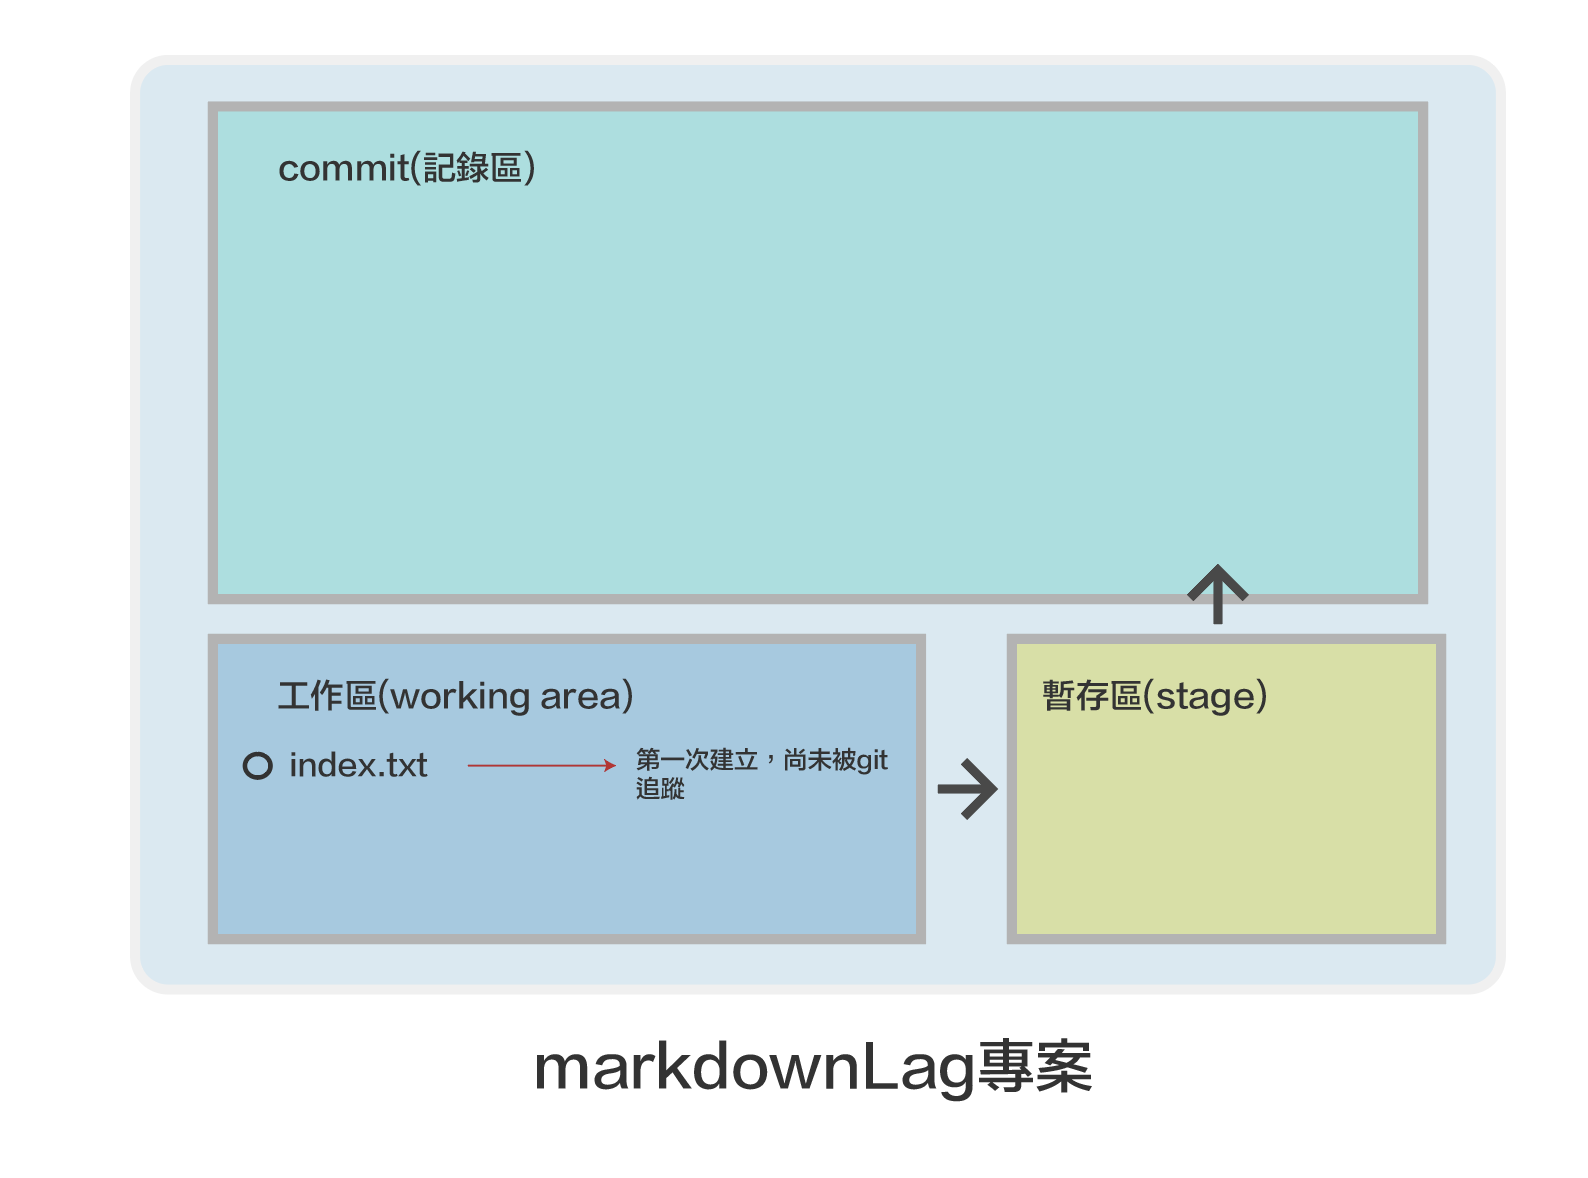 commit(記錄區)
工作區(working area)
index.txt
第一次建立，尚未被git
追蹤
暫存區(stage)
markdownLag專案